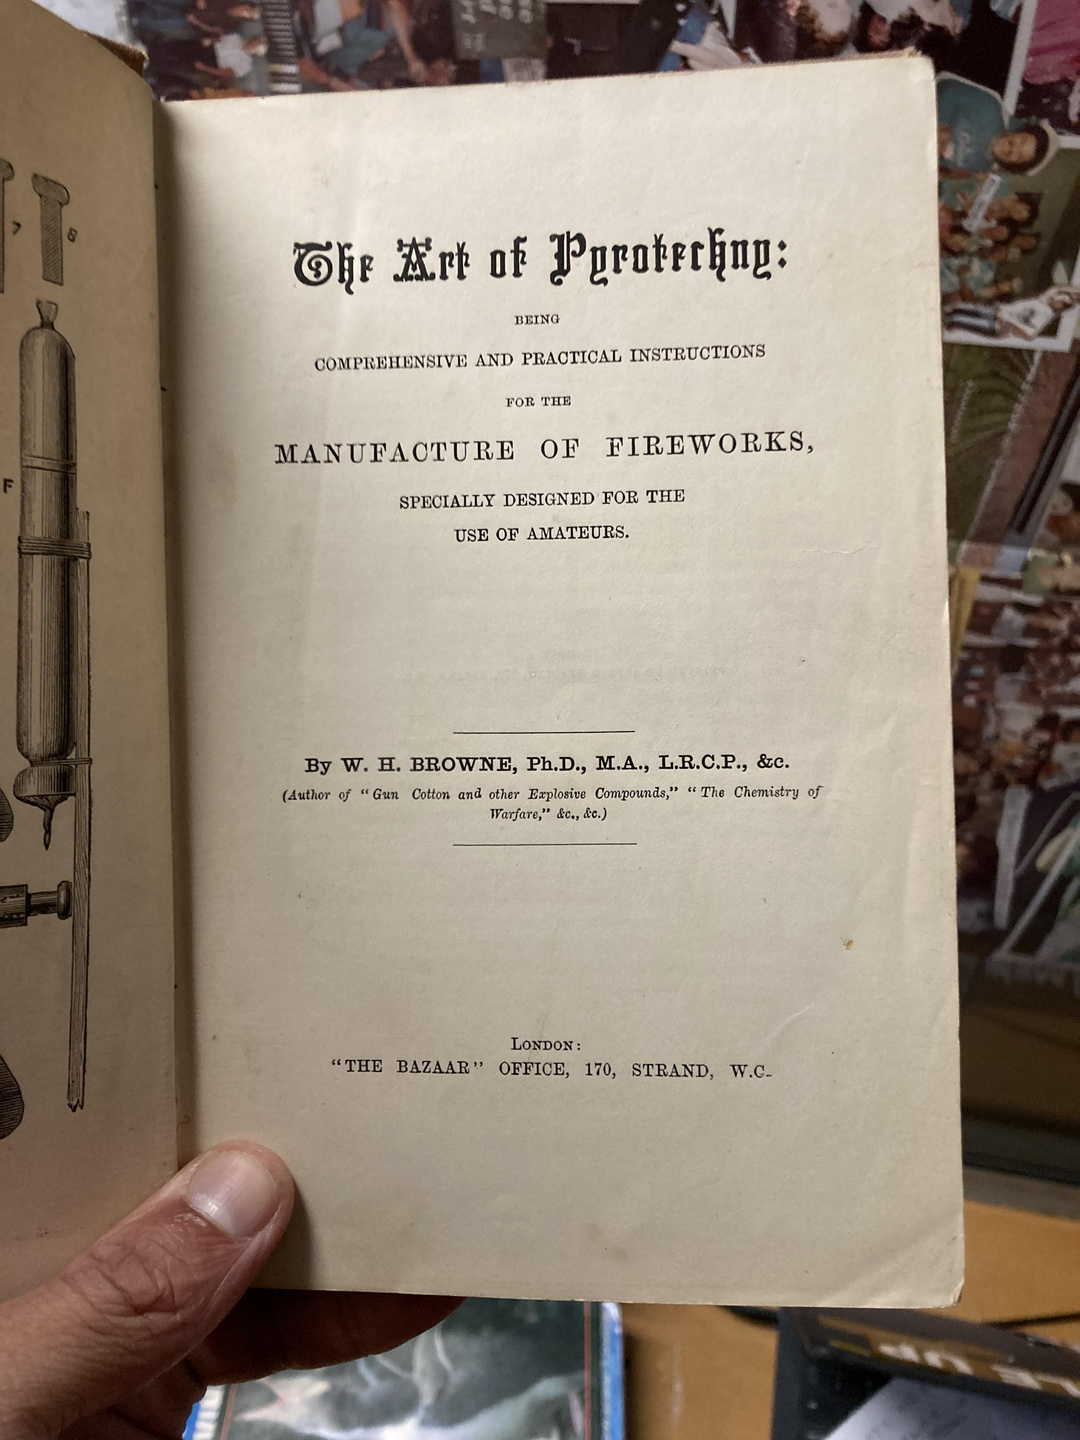 7
8
F
The Art of Pyrotechny:
BEING
COMPREHENSIVE AND PRACTICAL INSTRUCTIONS
FOR THE
MANUFACTURE OF FIREWORKS,
SPECIALLY DESIGNED FOR THE
USE OF AMATEURS.
By W. H. BROWNE, Ph.D., M.A., L.R.C.P., &c.
(Author of "Gun Cotton and other Explosive Compounds," "The Chemistry of
Warfare," &c., &c.)
LONDON:
"THE BAZAAR" OFFICE, 170, STRAND, W.C.